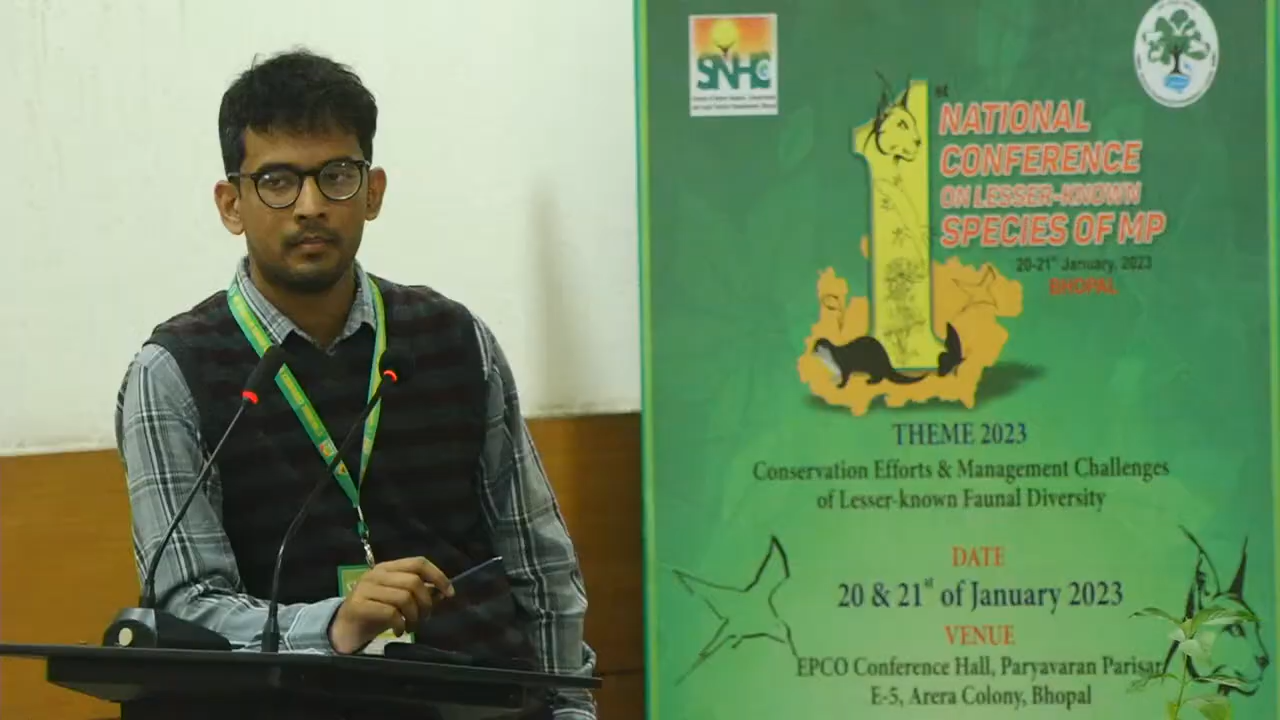 SNHC
1st
NATIONAL
CONFERENCE
ON LESSER-KNOWN
SPECIES OF MP
20-21st January, 2023
BHOPAL
THEME 2023
Conservation Efforts & Management Challenges
of Lesser-known Faunal Diversity
DATE
20 & 21st of January 2023
VENUE
EPCO Conference Hall, Paryavaran Parisar
E-5, Arera Colony, Bhopal